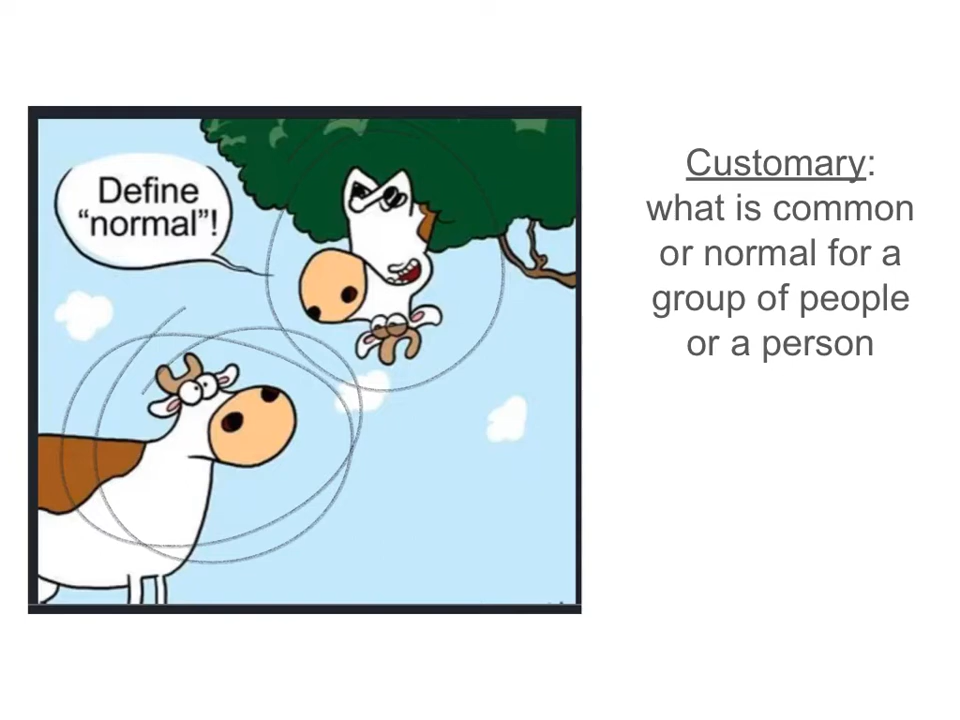 Define
“normal”!
Customary:
what is common
or normal for a
group of people
or a person